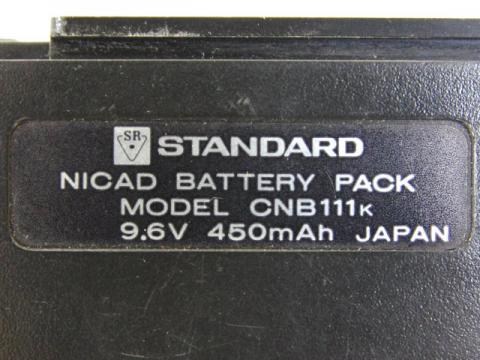 SR STANDARD
NICAD BATTERY PACK
MODEL CNB111K
9.6V 450mAh JAPAN